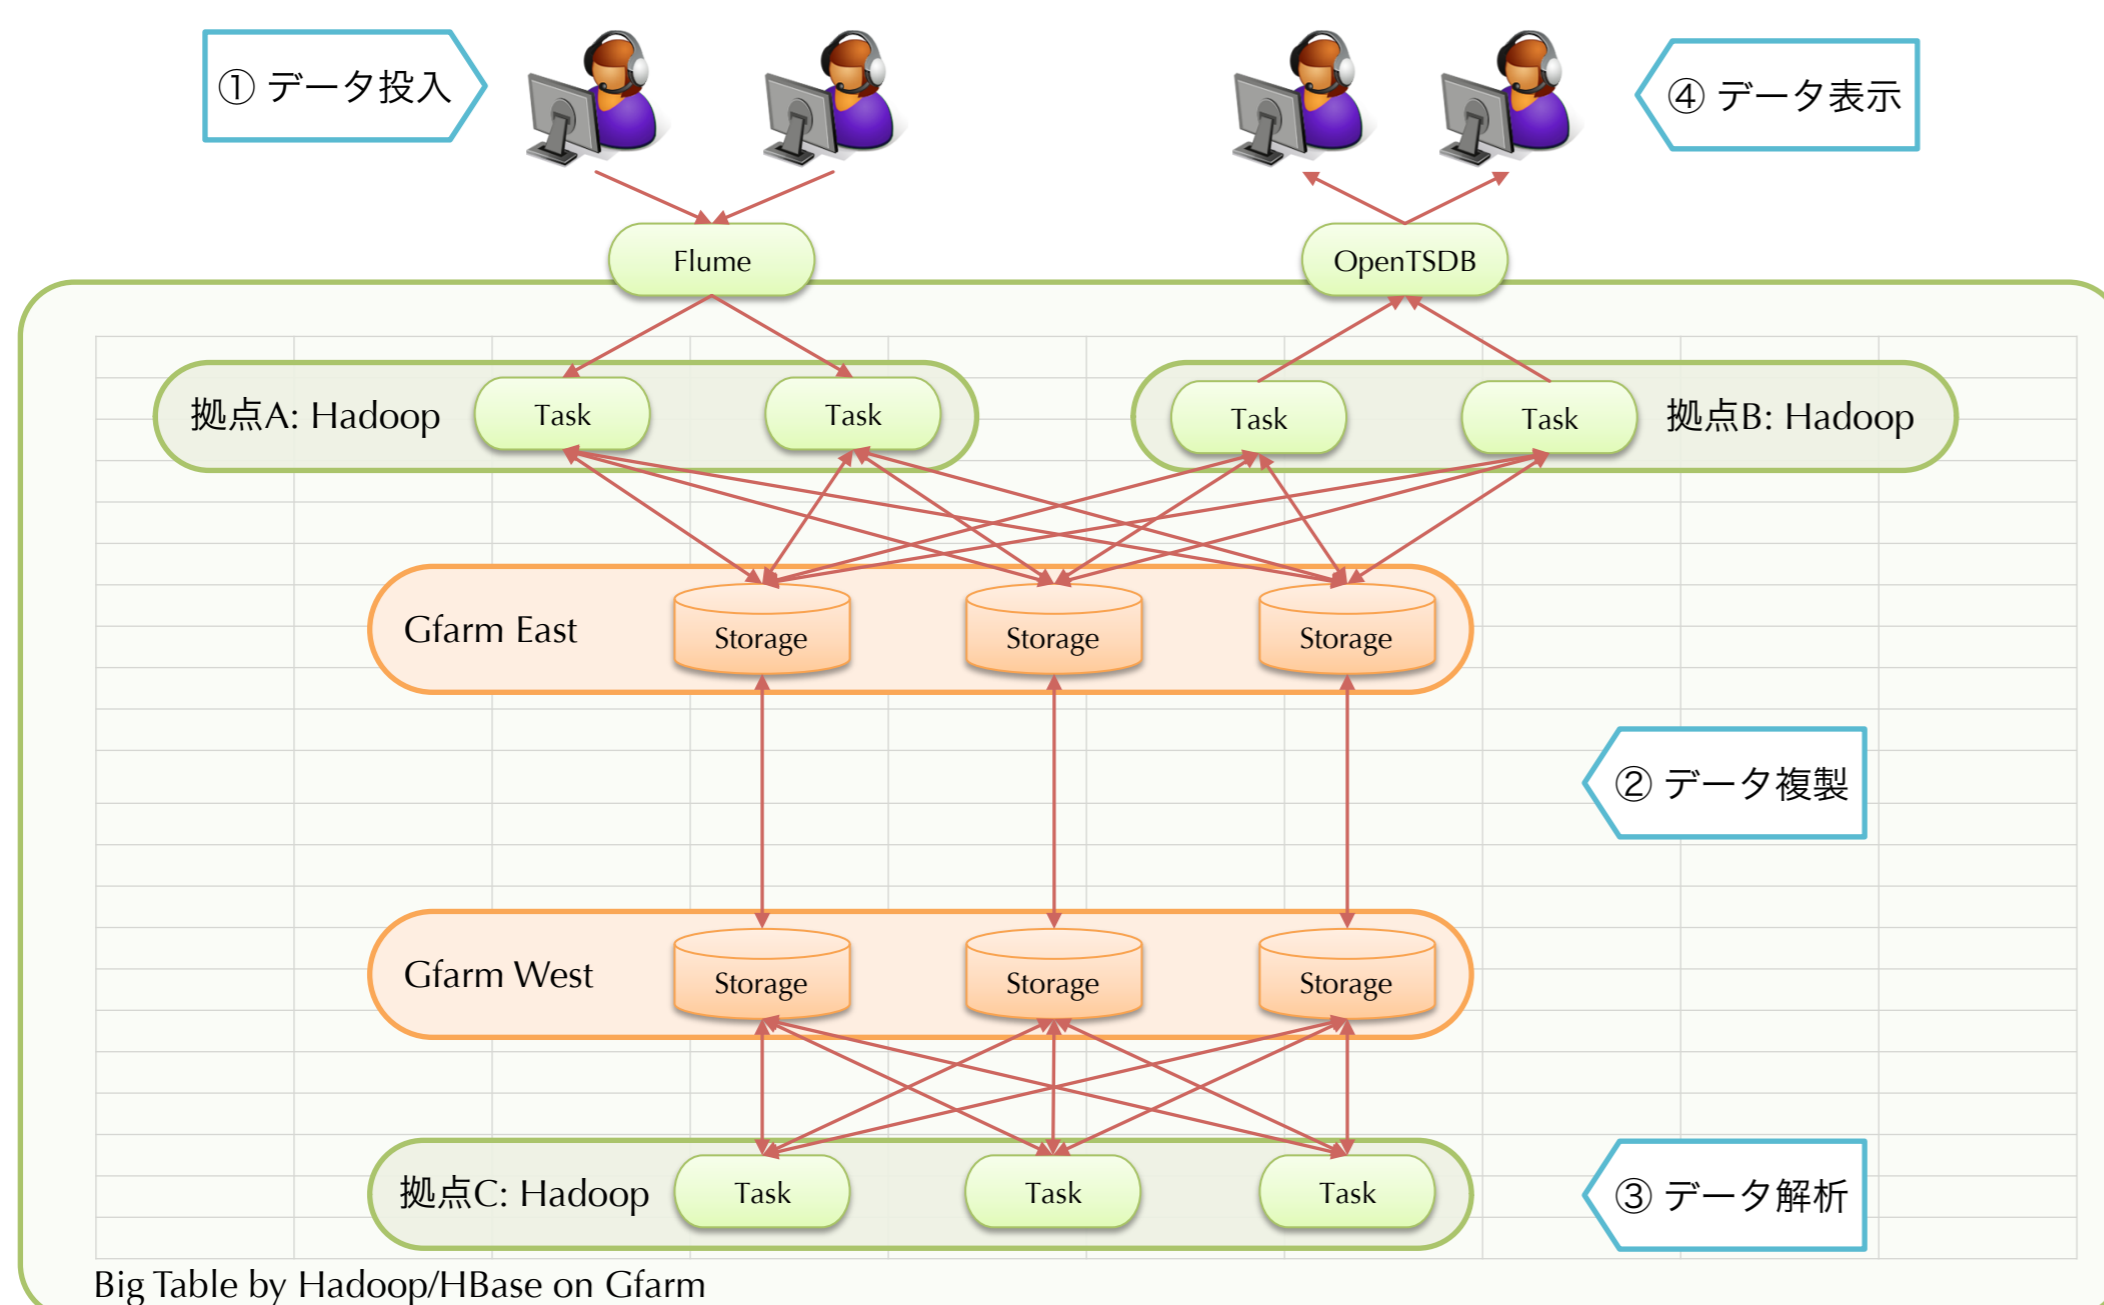 ① データ投入
④ データ表示
Flume
OpenTSDB
拠点A: Hadoop
Task
Task
Task
Task
拠点B: Hadoop
Gfarm East
Storage
Storage
Storage
② データ複製
Gfarm West
Storage
Storage
Storage
拠点C: Hadoop
Task
Task
Task
③ データ解析
Big Table by Hadoop/HBase on Gfarm